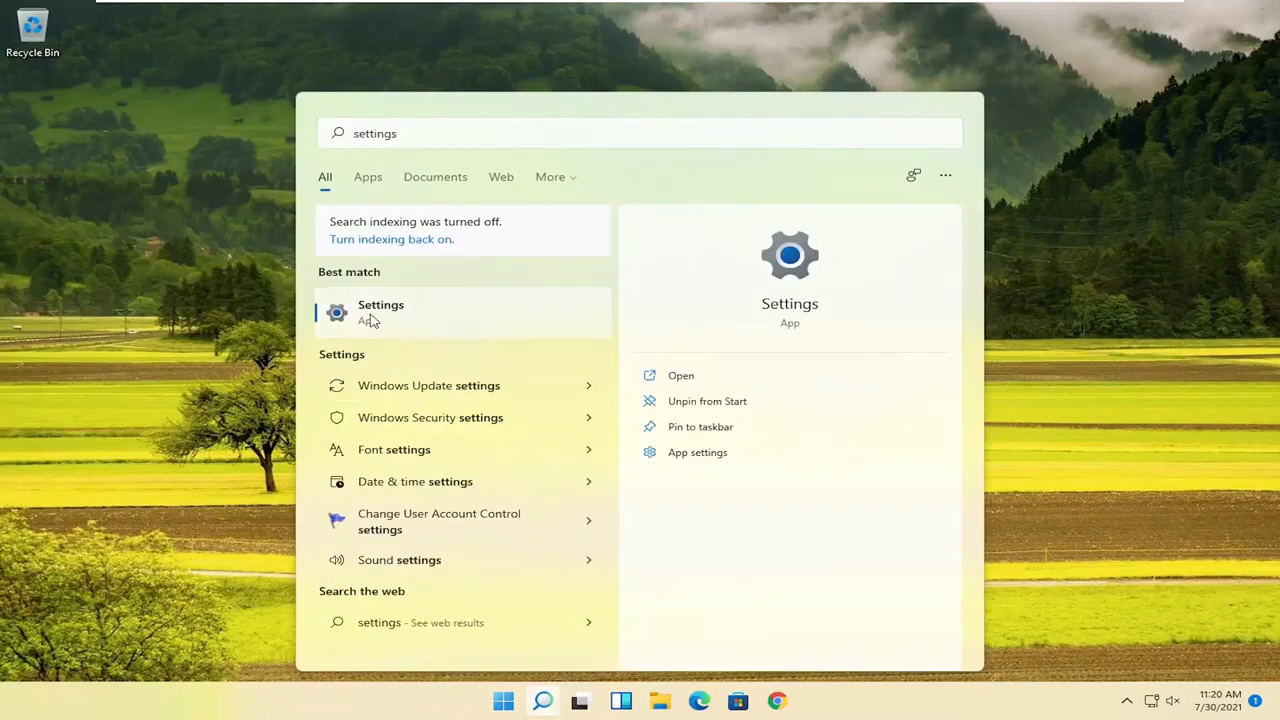 Recycle Bin
settings
All Apps Documents Web More
Search indexing was turned off.
Turn indexing back on.
Best match
Settings
Settings
Windows Update settings
Windows Security settings
Font settings
Date & time settings
Change User Account Control
settings
Sound settings
Search the web
settings - See web results
Settings
App
Open
Unpin from Start
Pin to taskbar
App settings
11:20 AM
7/30/2021
1